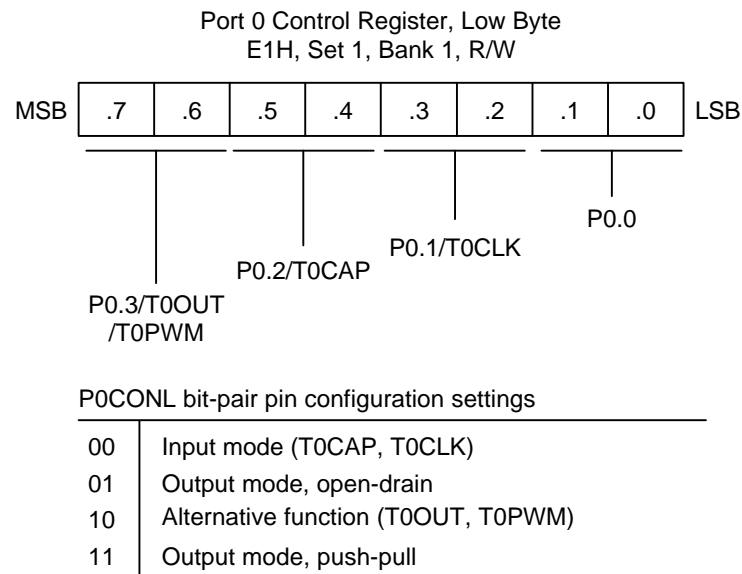 Port 0 Control Register, Low Byte
E1H, Set 1, Bank 1, R/W
MSB .7 .6 .5 .4 .3 .2 .1 .0 LSB
P0.0
P0.1/T0CLK
P0.2/T0CAP
P0.3/T0OUT
/T0PWM
P0CONL bit-pair pin configuration settings
00 Input mode (T0CAP, T0CLK)
01 Output mode, open-drain
10 Alternative function (T0OUT, T0PWM)
11 Output mode, push-pull